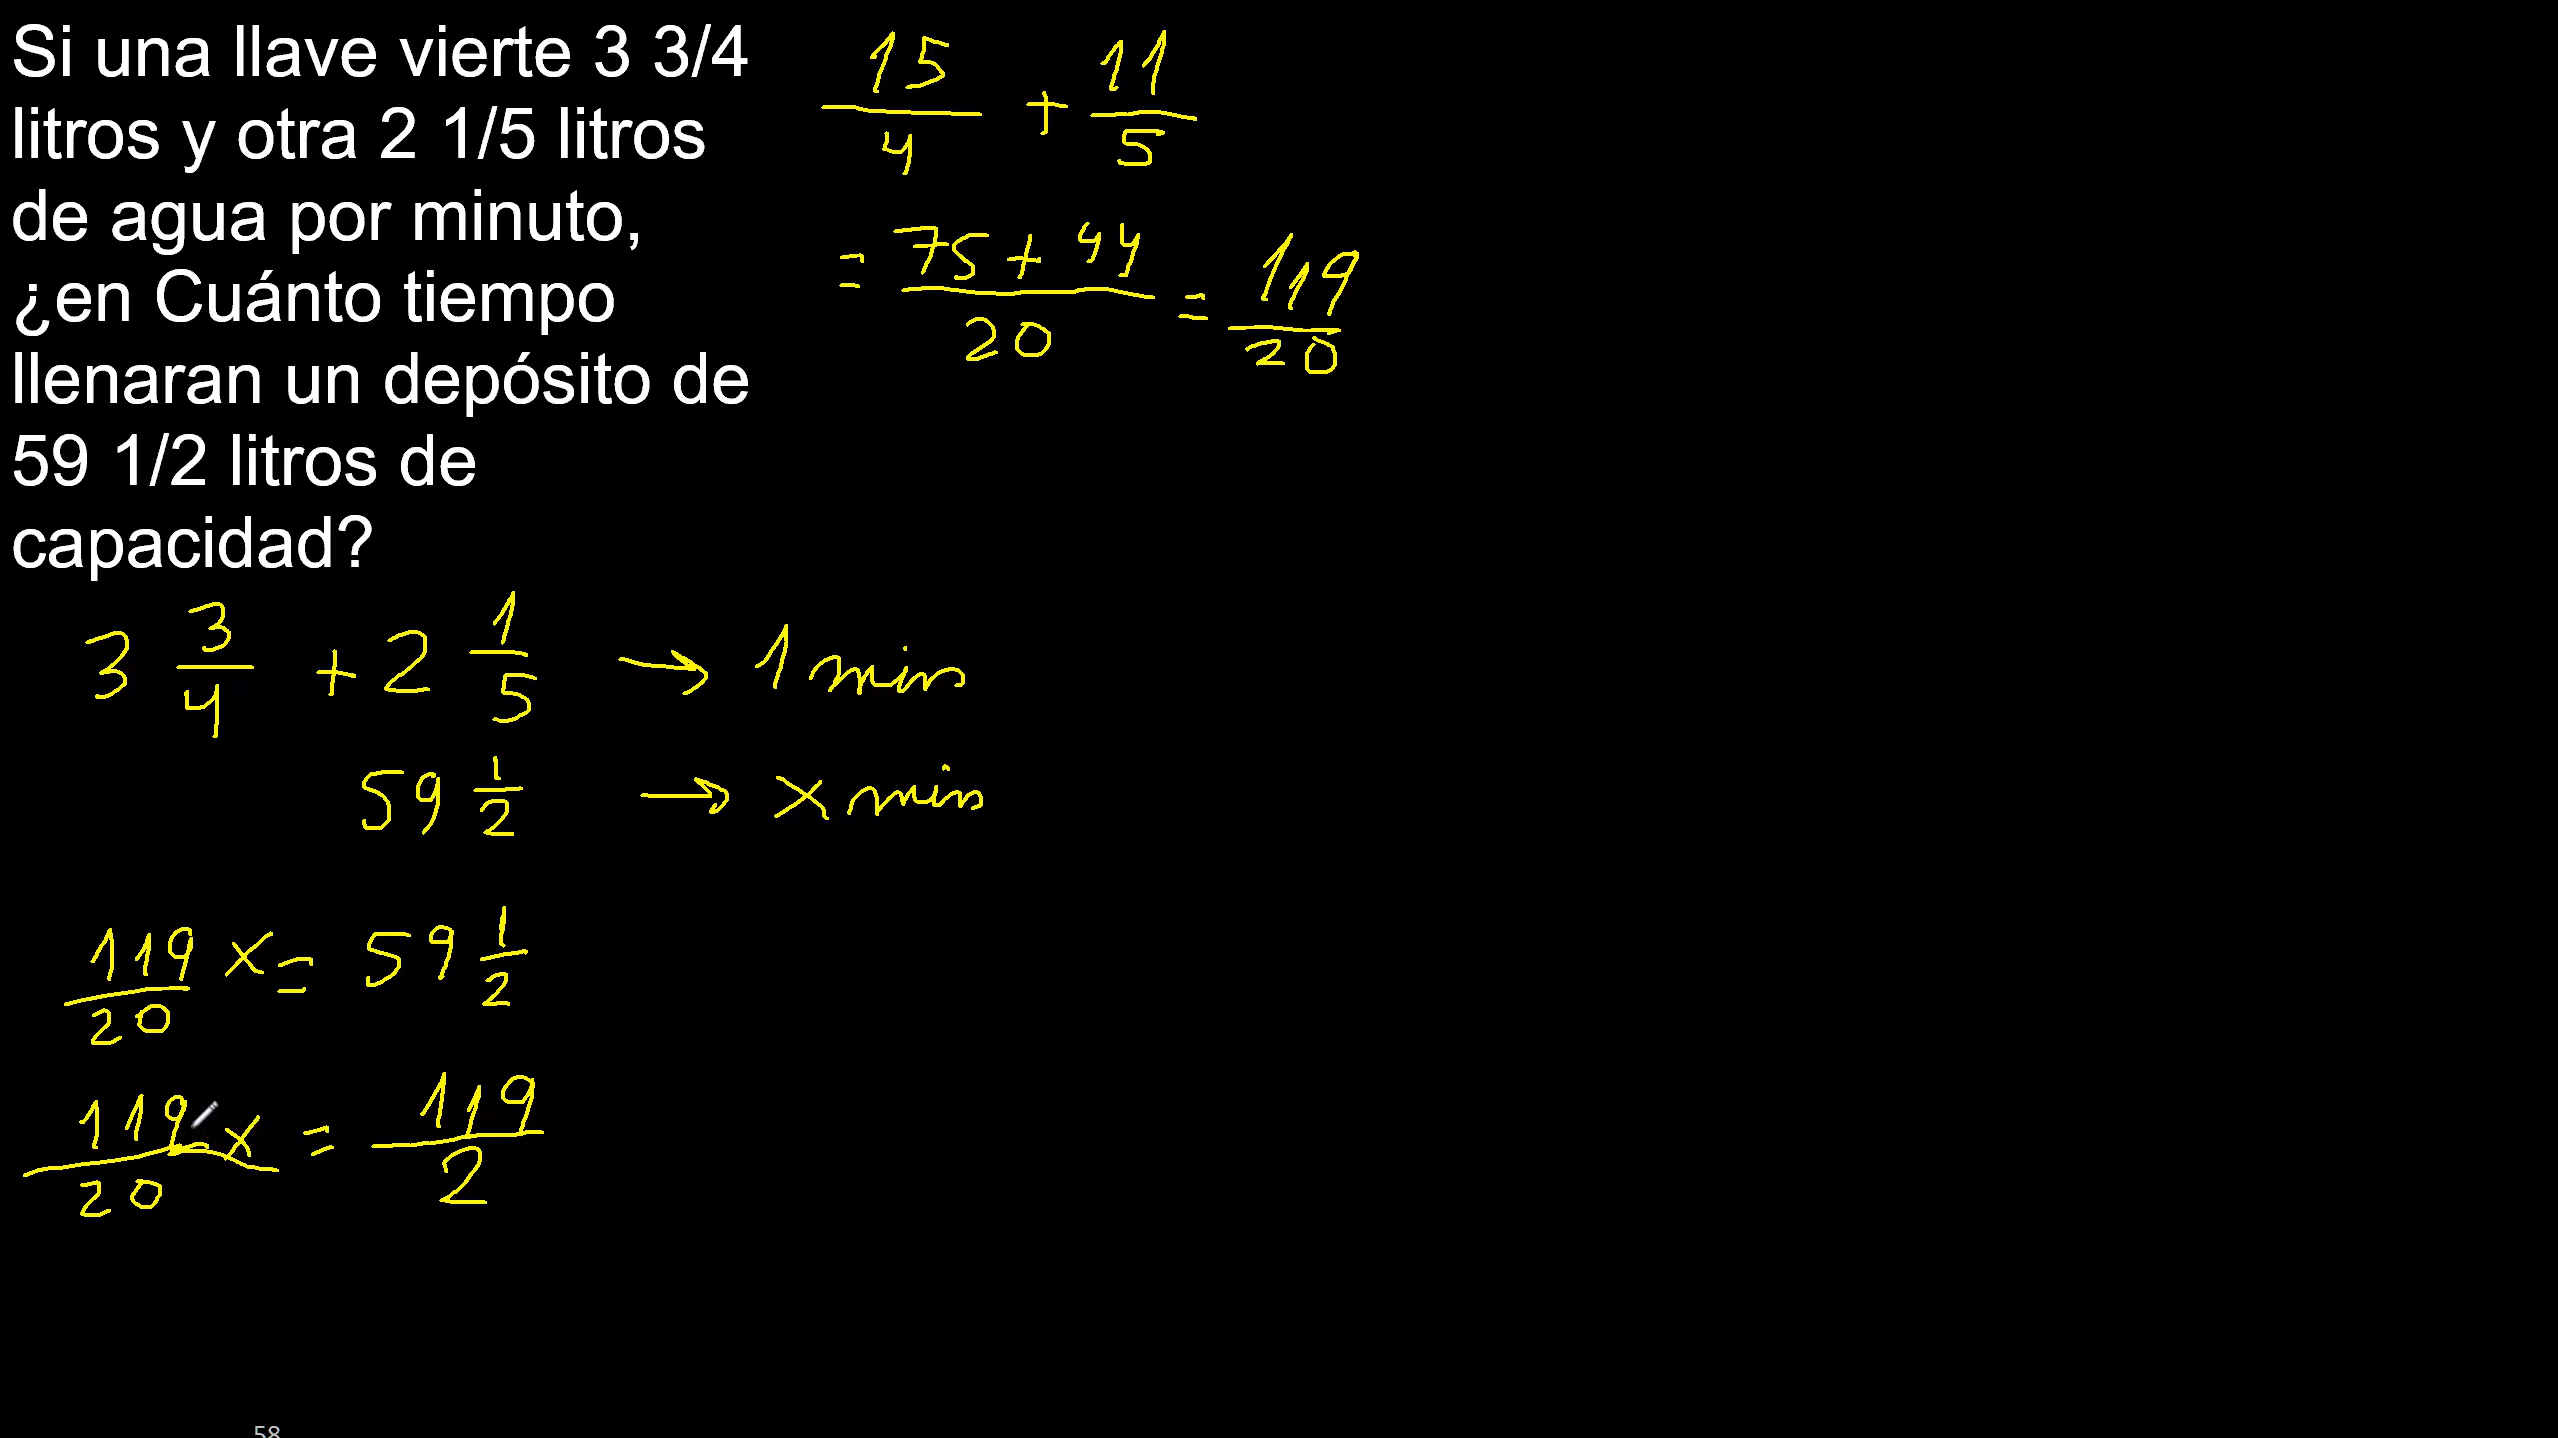 Si una llave vierte 3 3/4
litros y otra 2 1/5 litros
de agua por minuto,
¿en Cuánto tiempo
llenaran un depósito de
59 1/2 litros de
capacidad?
15/4 + 11/5
= 75 + 44/20 = 119/20
3 3/4 + 2 1/5 → 1 min
59 1/2 → x min
119/20 x = 59 1/2
119 x/20 = 119/2
58